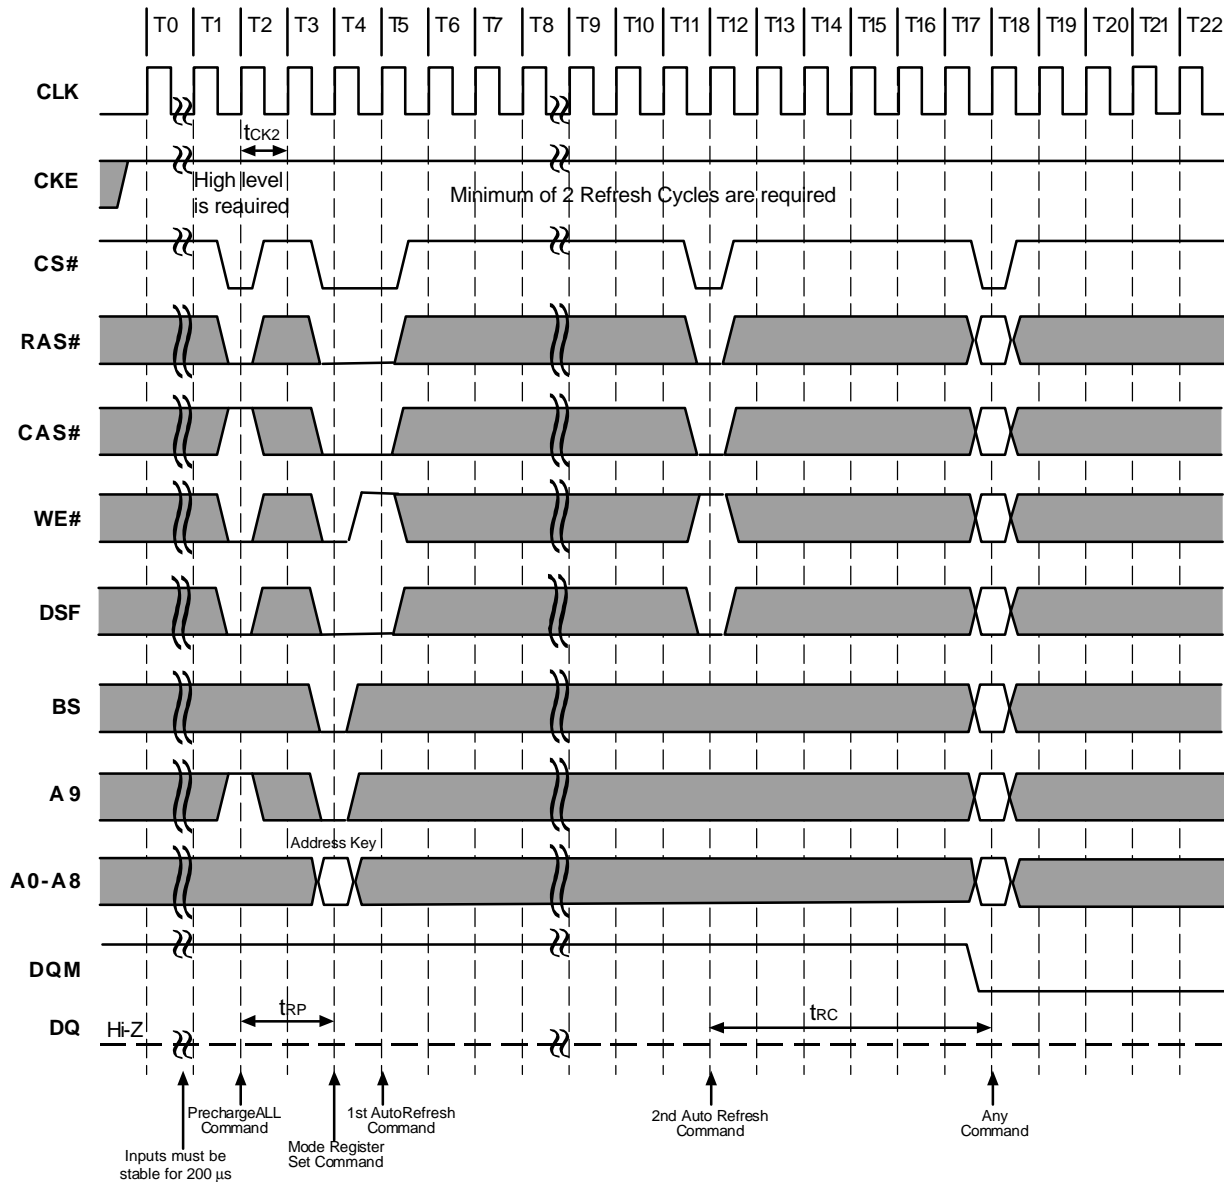 T0 T1 T2 T3 T4 T5 T6 T7 T8 T9 T10 T11 T12 T13 T14 T15 T16 T17 T18 T19 T20 T21 T22
CLK
tCK2
CKE
High level
is reauired
Minimum of 2 Refresh Cycles are required
CS#
RAS#
CAS#
WE#
DSF
BS
A9
Address Key
A0-A8
DQM
tRP
tRC
DQ
Hi-Z
PrechargeALL
Command
1st AutoRefresh
Command
2nd Auto Refresh
Command
Any
Command
Inputs must be
stable for 200 µs
Mode Register
Set Command